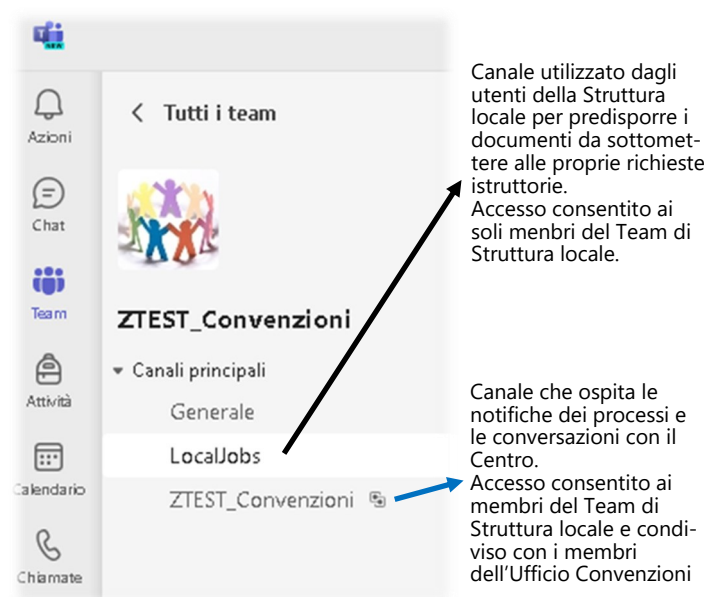 NEW
Azioni
Chat
Team
Attività
Calendario
Chiamate
< Tutti i team
ZTEST_Convenzioni
Canali principali
Generale
LocalJobs
ZTEST_Convenzioni
Canale utilizzato dagli
utenti della Struttura
locale per predisporre i
documenti da sottomet-
tere alle proprie richieste
istruttorie.
Accesso consentito ai
soli menbri del Team di
Struttura locale.
Canale che ospita le
notifiche dei processi e
le conversazioni con il
Centro.
Accesso consentito ai
membri del Team di
Struttura locale e condi-
viso con i membri
dell’Ufficio Convenzioni